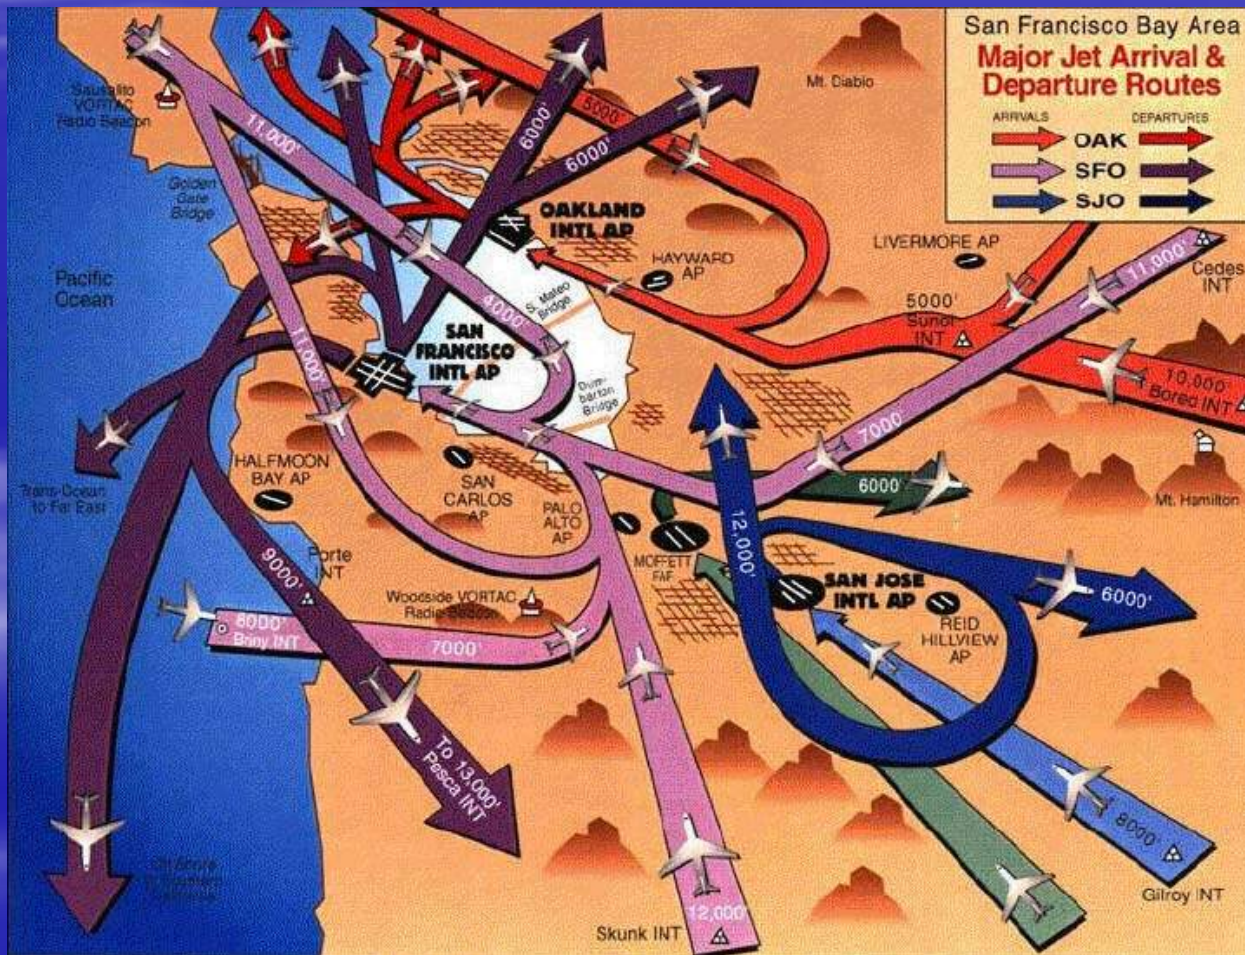 San Francisco Bay Area
Major Jet Arrival &
Departure Routes
ARRIVALS DEPARTURES
OAK
SFO
SJO
Mt. Diablo
Sausalito
VORTAC
Radio Beacon
11,000'
5000'
6000'
6000'
Golden
Gate
Bridge
OAKLAND
INTL AP
HAYWARD
AP
LIVERMORE AP
11,000'
Cedes
INT
Pacific
Ocean
S. Mateo
Bridge
4000'
5000'
Sunol
INT
SAN
FRANCISCO
INTL AP
11,000'
Dum-
barton
Bridge
10,000'
Boreo INT
7000
HALFMOON
BAY AP
SAN
CARLOS
AP
PALO
ALTO
AP
6000'
Mt. Hamilton
Trans-Ocean
to Far East
12,000'
MOFFETT
9000'
Porte
INT
Woodside VORTAC
Radio Beacon
SAN JOSE
INTL AP
6000'
REID
HILLVIEW
AP
Briny INT
7000'
To 13,000'
Pesca INT
8000'
Gilroy INT
12,000'
Skunk INT